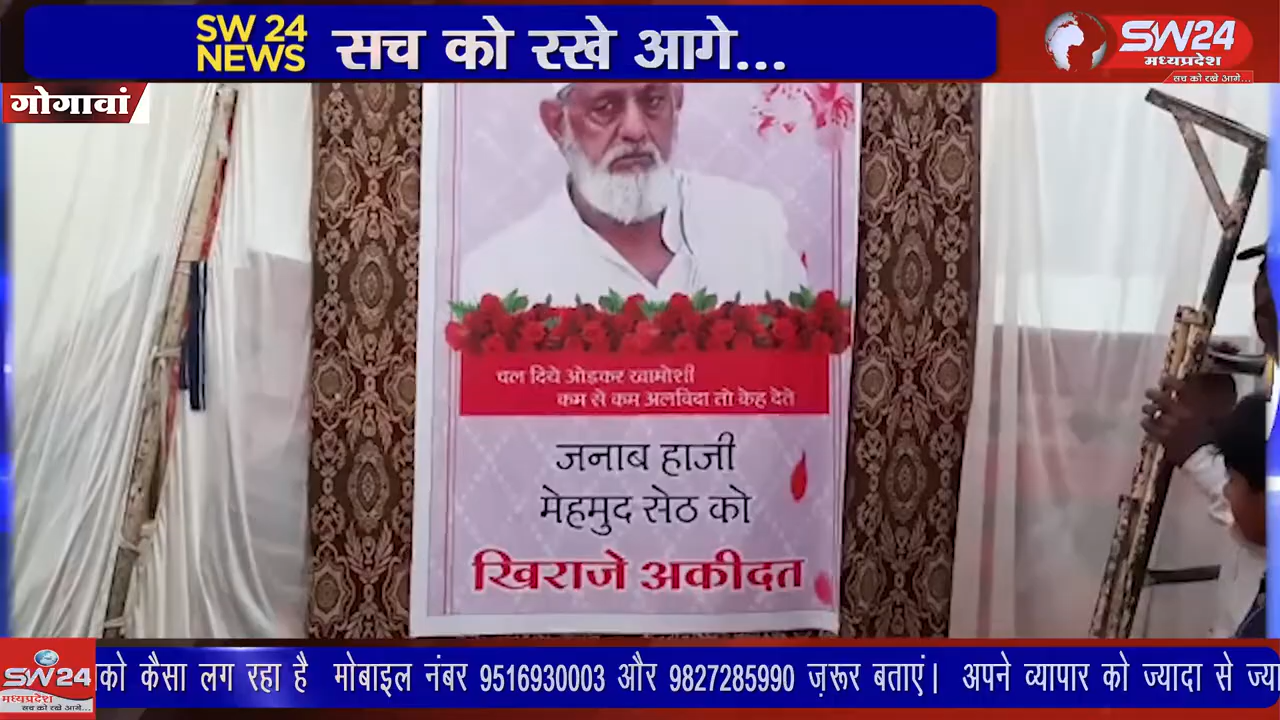 SW 24
NEWS
सच को रखे आगे...
SW24
मध्यप्रदेश
सच को रखे आगे...
गोगावां
चल दिये ओड़कर खामोशी
कम से कम अलविदा तो केह देते
जनाब हाजी
मेहमुद सेठ को
खिराजे अकीदत
SW24
मध्यप्रदेश
सच को रखे आगे...
को कैसा लग रहा है मोबाइल नंबर 9516930003 और 9827285990 ज़रूर बताएं। अपने व्यापार को ज्यादा से ज्या